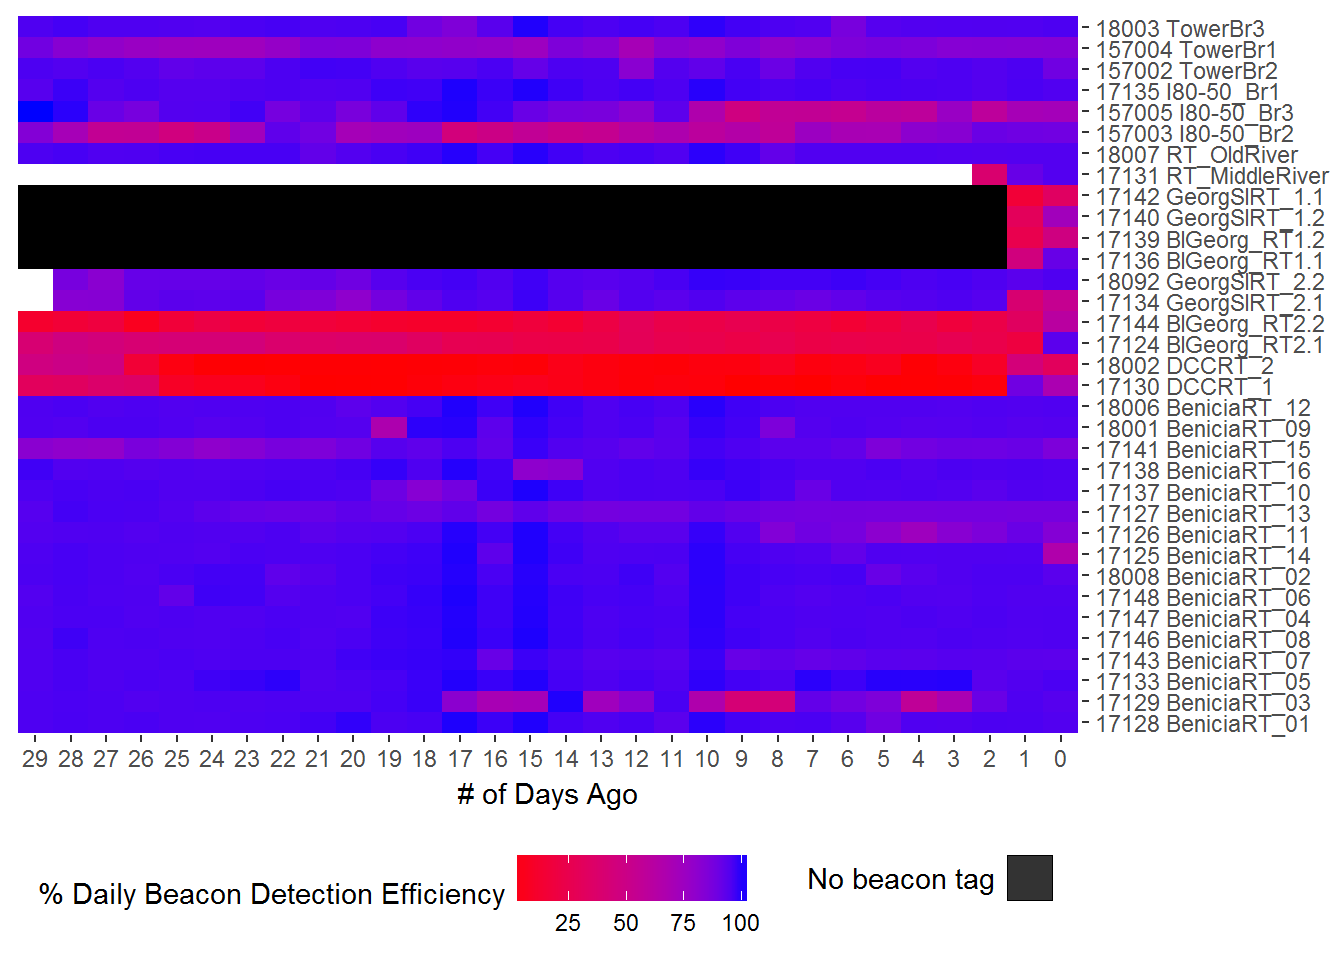 18003 TowerBr3
157004 TowerBr1
157002 TowerBr2
17135 I80-50_Br1
157005 I80-50_Br3
157003 I80-50_Br2
18007 RT_OldRiver
17131 RT_MiddleRiver
17142 GeorgSlRT_1.1
17140 GeorgSlRT_1.2
17139 BlGeorg_RT1.2
17136 BlGeorg_RT1.1
18092 GeorgSlRT_2.2
17134 GeorgSlRT_2.1
17144 BlGeorg_RT2.2
17124 BlGeorg_RT2.1
18002 DCCRT_2
17130 DCCRT_1
18006 BeniciaRT_12
18001 BeniciaRT_09
17141 BeniciaRT_15
17138 BeniciaRT_16
17137 BeniciaRT_10
17127 BeniciaRT_13
17126 BeniciaRT_11
17125 BeniciaRT_14
18008 BeniciaRT_02
17148 BeniciaRT_06
17147 BeniciaRT_04
17146 BeniciaRT_08
17143 BeniciaRT_07
17133 BeniciaRT_05
17129 BeniciaRT_03
17128 BeniciaRT_01
29 28 27 26 25 24 23 22 21 20 19 18 17 16 15 14 13 12 11 10 9 8 7 6 5 4 3 2 1 0
# of Days Ago
% Daily Beacon Detection Efficiency
25 50 75 100
No beacon tag